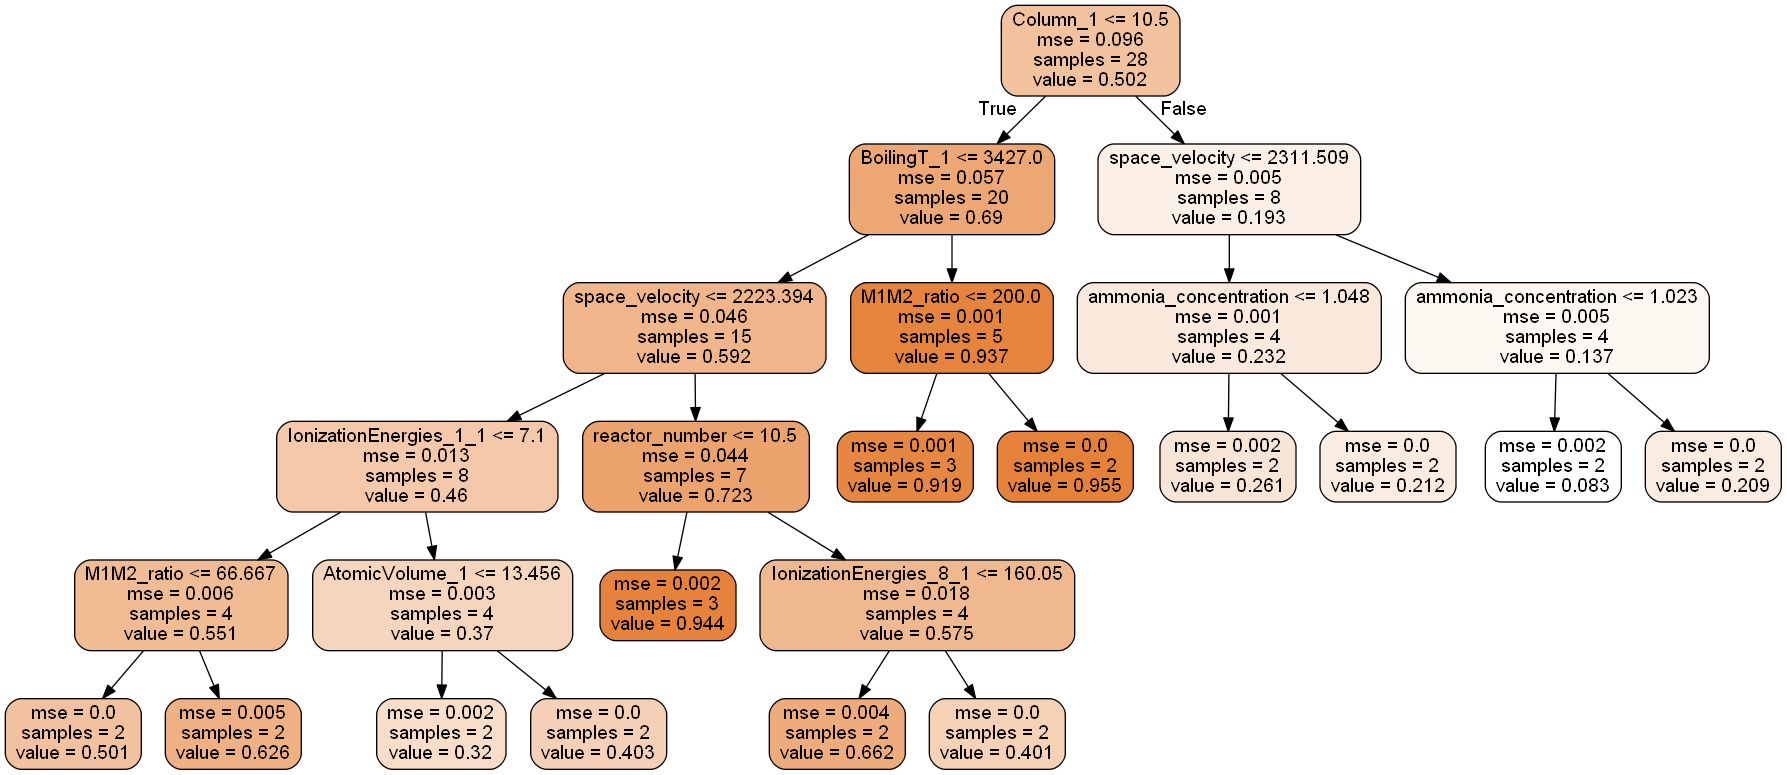 Column_1 <= 10.5
mse = 0.096
samples = 28
value = 0.502
True
False
BoilingT_1 <= 3427.0
mse = 0.057
samples = 20
value = 0.69
space_velocity <= 2311.509
mse = 0.005
samples = 8
value = 0.193
space_velocity <= 2223.394
mse = 0.046
samples = 15
value = 0.592
M1M2_ratio <= 200.0
mse = 0.001
samples = 5
value = 0.937
ammonia_concentration <= 1.048
mse = 0.001
samples = 4
value = 0.232
ammonia_concentration <= 1.023
mse = 0.005
samples = 4
value = 0.137
IonizationEnergies_1_1 <= 7.1
mse = 0.013
samples = 8
value = 0.46
reactor_number <= 10.5
mse = 0.044
samples = 7
value = 0.723
mse = 0.001
samples = 3
value = 0.919
mse = 0.0
samples = 2
value = 0.955
mse = 0.002
samples = 2
value = 0.261
mse = 0.0
samples = 2
value = 0.212
mse = 0.002
samples = 2
value = 0.083
mse = 0.0
samples = 2
value = 0.209
M1M2_ratio <= 66.667
mse = 0.006
samples = 4
value = 0.551
AtomicVolume_1 <= 13.456
mse = 0.003
samples = 4
value = 0.37
mse = 0.002
samples = 3
value = 0.944
IonizationEnergies_8_1 <= 160.05
mse = 0.018
samples = 4
value = 0.575
mse = 0.0
samples = 2
value = 0.501
mse = 0.005
samples = 2
value = 0.626
mse = 0.002
samples = 2
value = 0.32
mse = 0.0
samples = 2
value = 0.403
mse = 0.004
samples = 2
value = 0.662
mse = 0.0
samples = 2
value = 0.401